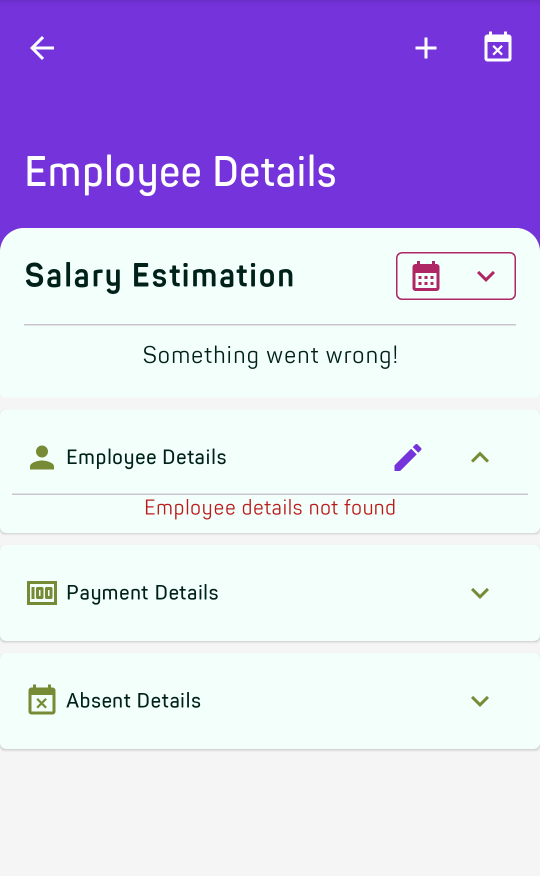 Employee Details
Salary Estimation
Something went wrong!
Employee Details
Employee details not found
100 Payment Details
Absent Details